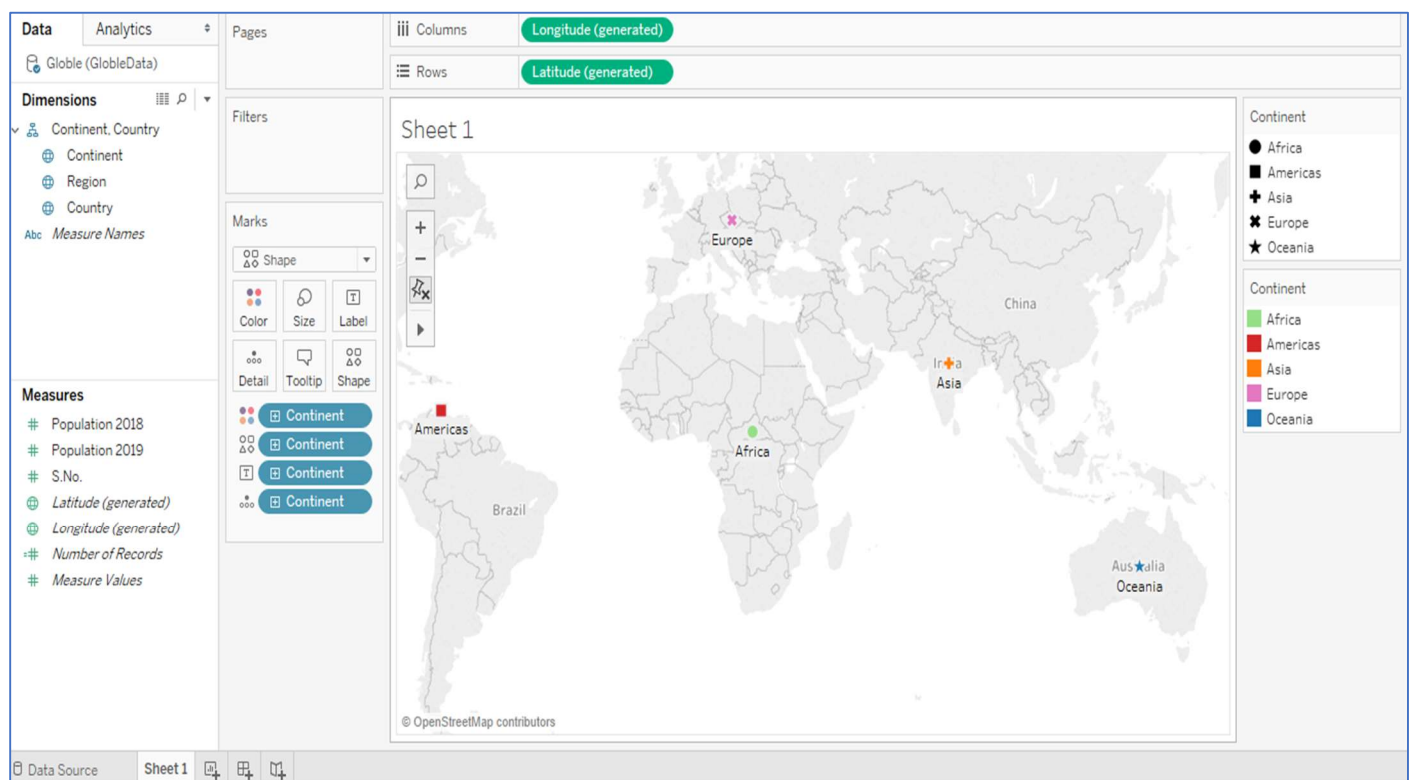 Data
Analytics
Globle (GlobleData)
Dimensions
Continent, Country
Continent
Region
Country
Abc Measure Names
Measures
# Population 2018
# Population 2019
# S.No.
Latitude (generated)
Longitude (generated)
=# Number of Records
# Measure Values
Pages
Filters
Marks
Shape
Color Size Label
Detail Tooltip Shape
Continent
Continent
T Continent
Continent
Columns Longitude (generated)
Rows Latitude (generated)
Sheet 1
Europe
China
India
Asia
Americas
Africa
Brazil
Australia
Oceania
© OpenStreetMap contributors
Continent
Africa
Americas
Asia
Europe
Oceania
Continent
Africa
Americas
Asia
Europe
Oceania
Data Source Sheet 1